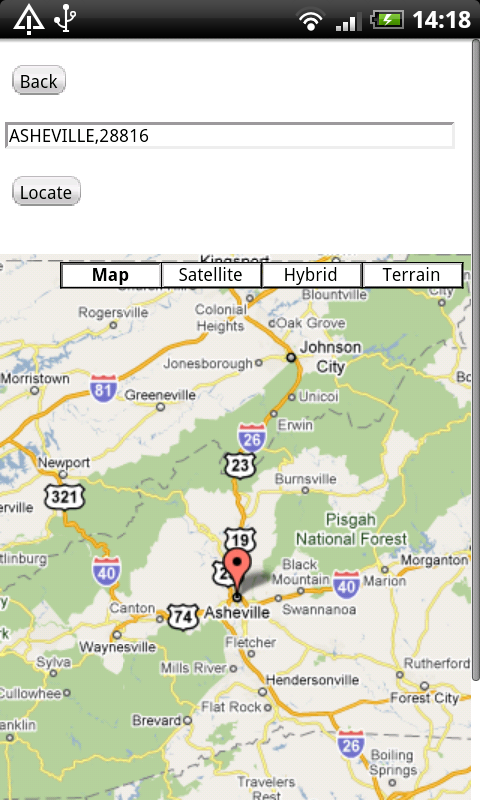 14:18
Back
ASHEVILLE,28816
Locate
Kingsport
Map Satellite Hybrid Terrain
Church Hill
Blountville
Rogersville
Colonial
Heights
City
Oak Grove
Johnson
City
Jonesborough
Morristown
81
Greeneville
Unicoi
Erwin
26
23
Newport
Burnsville
321
19
Pisgah
National Forest
40
Black
Mountain
Morganton
40
Marion
Canton
74
Asheville
Swannanoa
Waynesville
Fletcher
Sylva
Mills River
Rutherford
Hendersonville
Cullowhee
Forest City
Flat Rock
Brevard
anklin
26
Boiling
Springs
Travelers
Rest